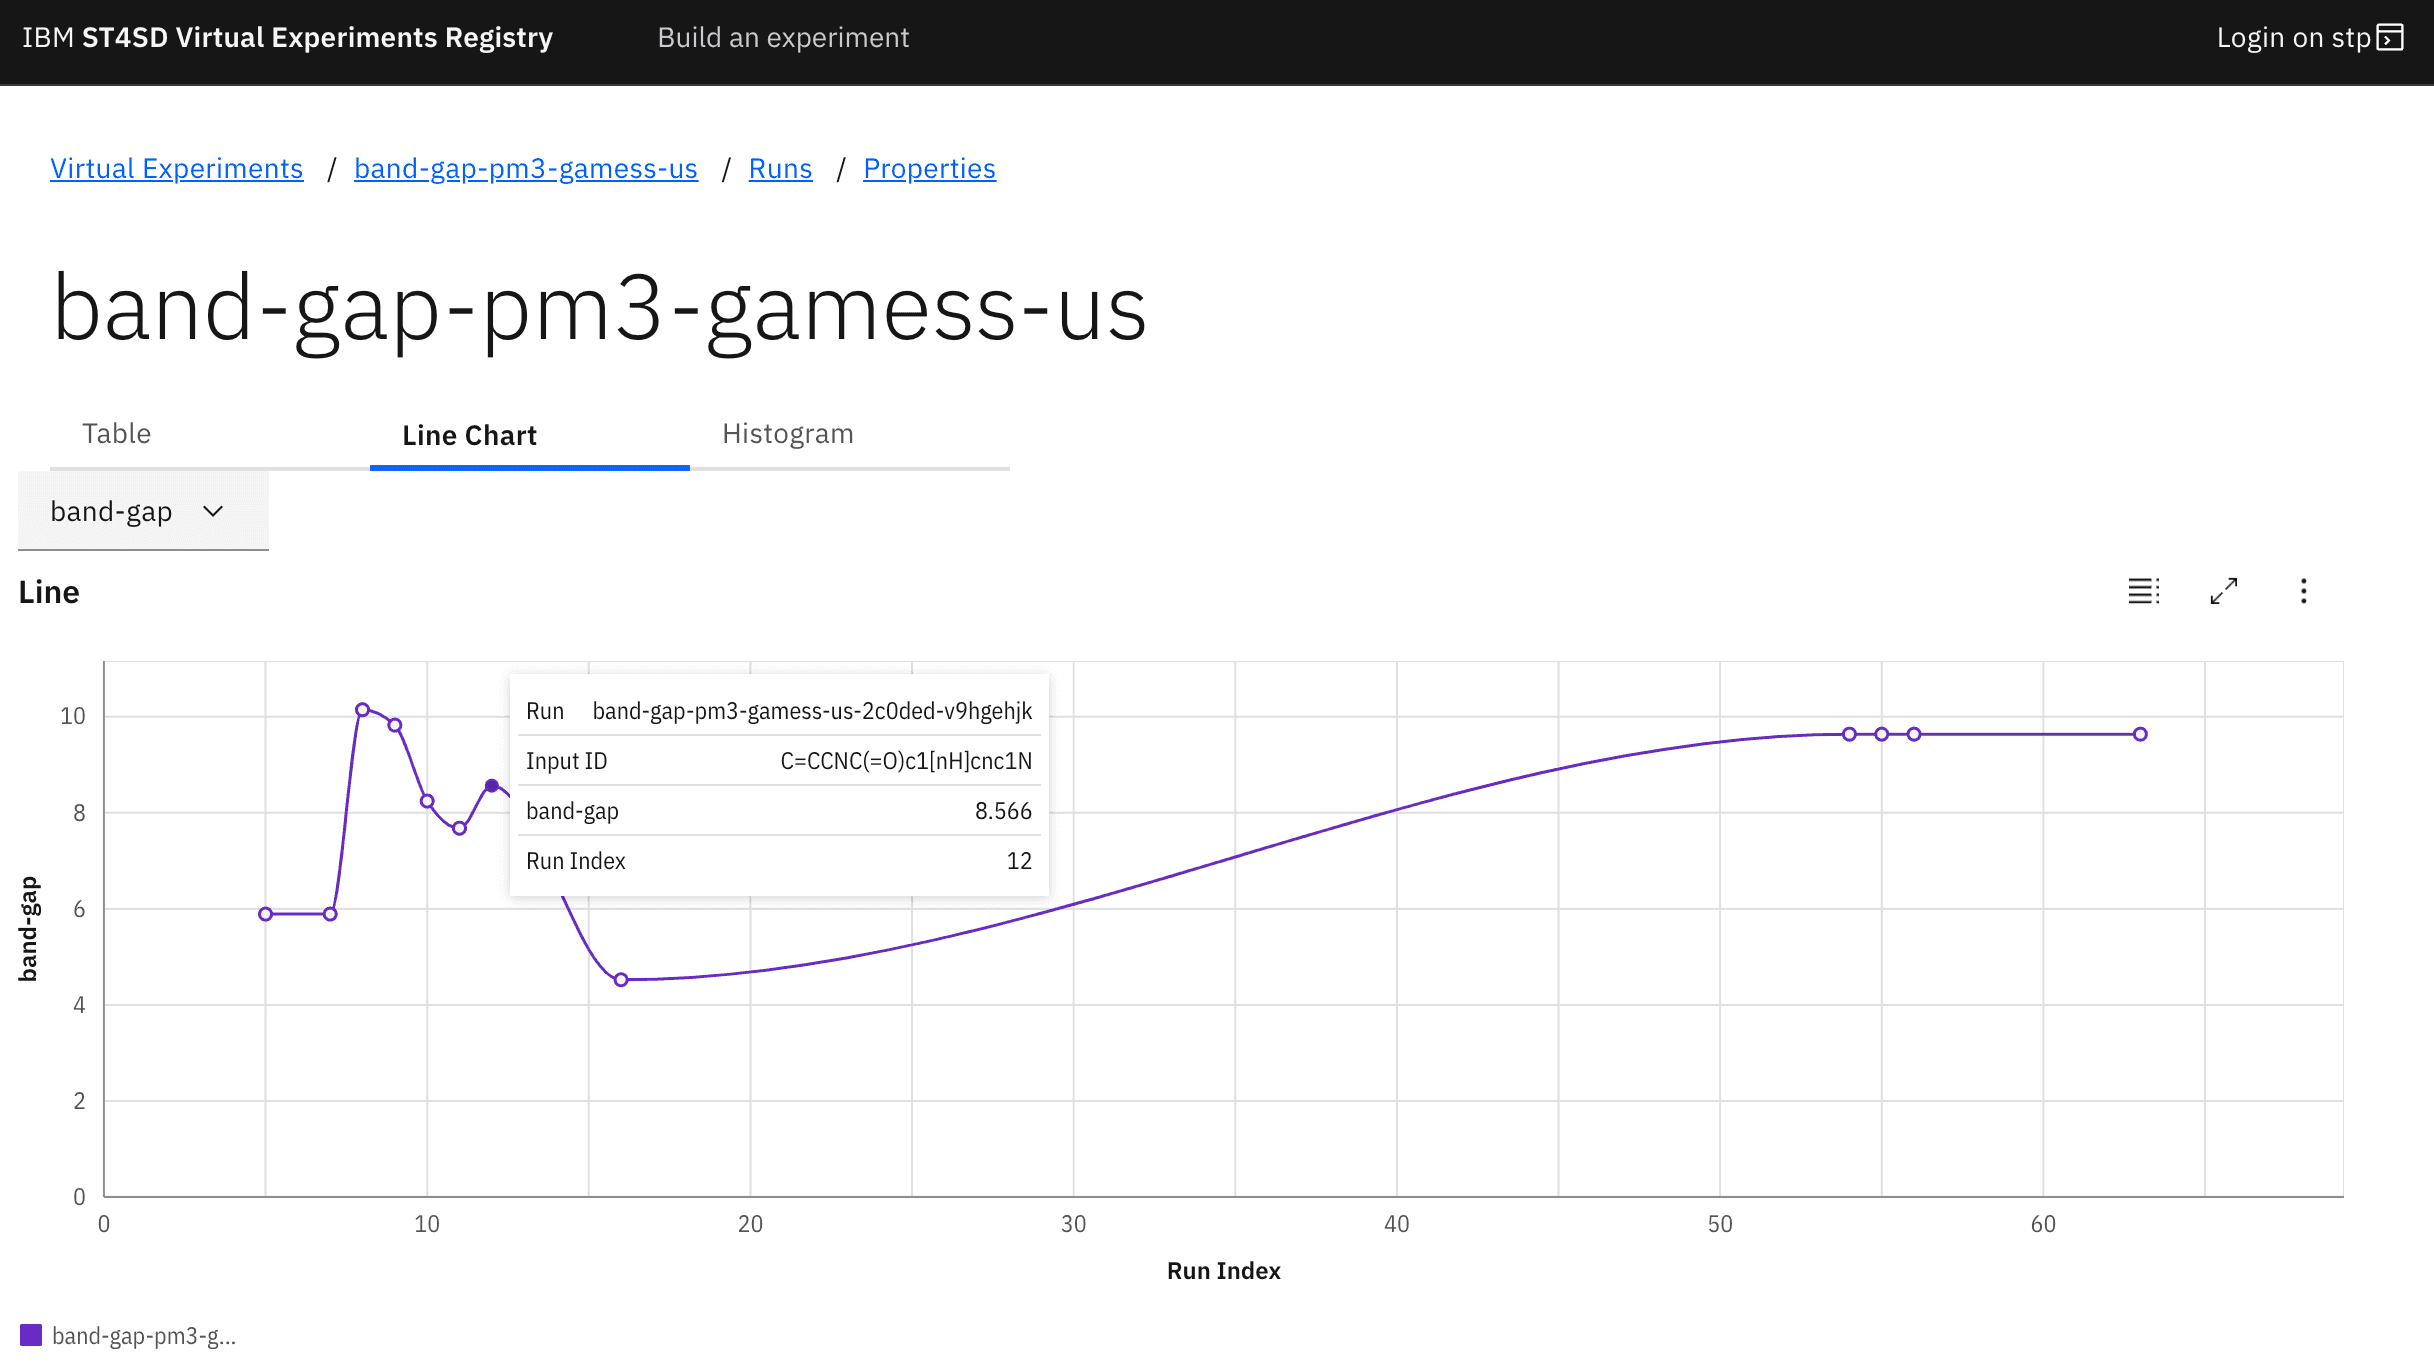 IBM ST4SD Virtual Experiments Registry Build an experiment Login on stp
Virtual Experiments / band-gap-pm3-gamess-us / Runs / Properties
band-gap-pm3-gamess-us
Table Line Chart Histogram
band-gap
Line
Run band-gap-pm3-gamess-us-2c0ded-v9hgehjk
Input ID C=CCNC(=O)c1[nH]cnc1N
band-gap 8.566
Run Index 12
band-gap
10
8
6
4
2
0
0 10 20 30 40 50 60
Run Index
band-gap-pm3-g...